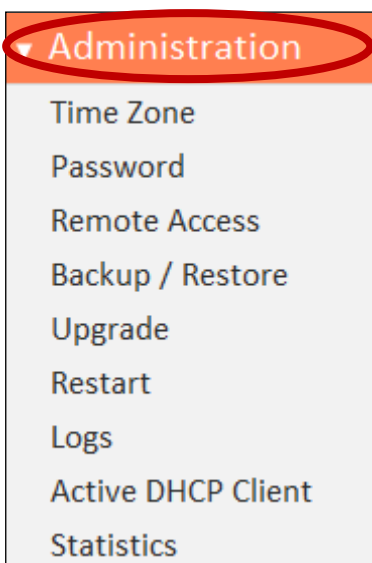 Administration
Time Zone
Password
Remote Access
Backup / Restore
Upgrade
Restart
Logs
Active DHCP Client
Statistics